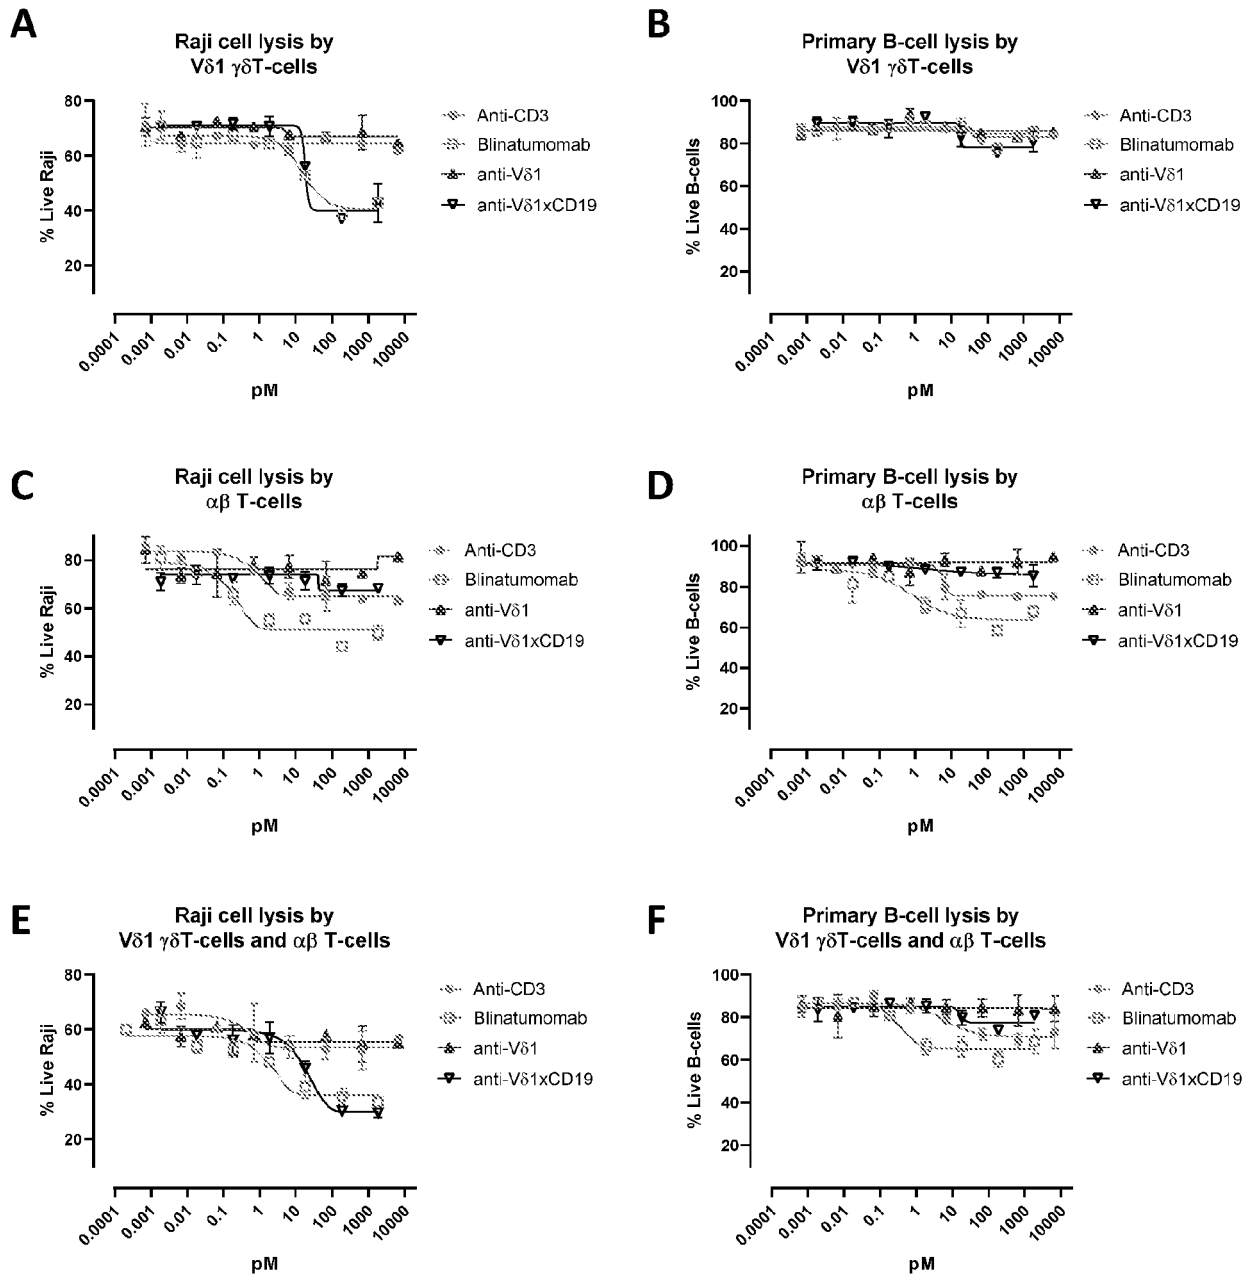 A
Raji cell lysis by
Vδ1 γδT-cells
80
60
40
20
% Live Raji
0.0001
0.001
0.01
0.1
1
10
100
1000
10000
pM
Anti-CD3
Blinatumomab
anti-Vδ1
anti-Vδ1xCD19
B
Primary B-cell lysis by
Vδ1 γδT-cells
100
80
60
40
20
% Live B-cells
0.0001
0.001
0.01
0.1
1
10
100
1000
10000
pM
Anti-CD3
Blinatumomab
anti-Vδ1
anti-Vδ1xCD19
C
Raji cell lysis by
αβ T-cells
80
60
40
20
% Live Raji
0.0001
0.001
0.01
0.1
1
10
100
1000
10000
pM
Anti-CD3
Blinatumomab
anti-Vδ1
anti-Vδ1xCD19
D
Primary B-cell lysis by
αβ T-cells
100
80
60
40
20
% Live B-cells
0.0001
0.001
0.01
0.1
1
10
100
1000
10000
pM
Anti-CD3
Blinatumomab
anti-Vδ1
anti-Vδ1xCD19
E
Raji cell lysis by
Vδ1 γδT-cells and αβ T-cells
80
60
40
20
% Live Raji
0.0001
0.001
0.01
0.1
1
10
100
1000
10000
pM
Anti-CD3
Blinatumomab
anti-Vδ1
anti-Vδ1xCD19
F
Primary B-cell lysis by
Vδ1 γδT-cells and αβ T-cells
100
80
60
40
20
% Live B-cells
0.0001
0.001
0.01
0.1
1
10
100
1000
10000
pM
Anti-CD3
Blinatumomab
anti-Vδ1
anti-Vδ1xCD19